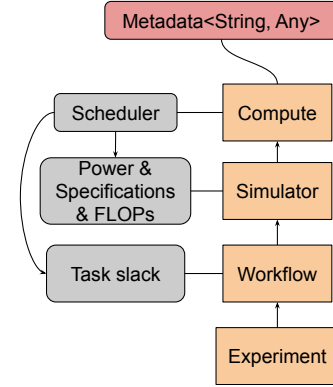 Metadata<String, Any>
Scheduler
Compute
Power &
Specifications
& FLOPs
Simulator
Task slack
Workflow
Experiment